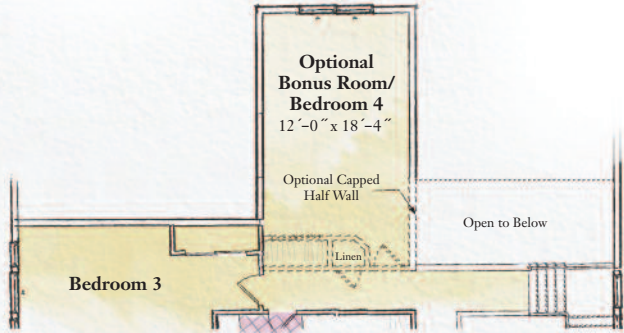 Optional
Bonus Room/
Bedroom 4
12´-0˝ x 18´-4˝
Optional Capped
Half Wall
Open to Below
Linen
Bedroom 3